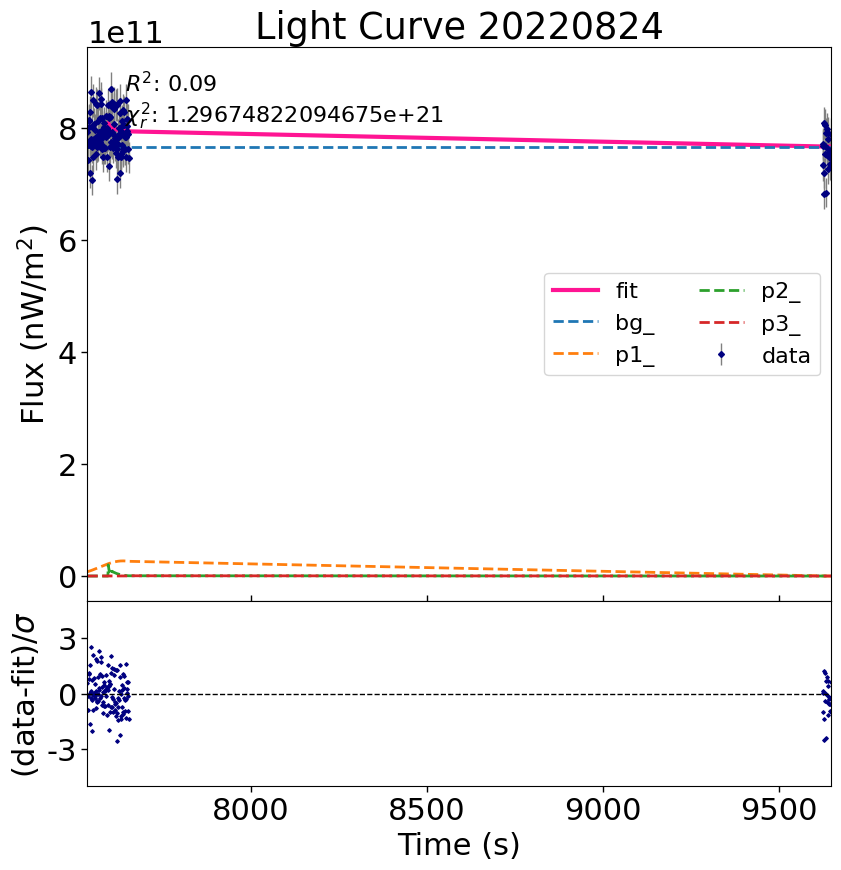 Light Curve 20220824
1e11
R²: 0.09
χ²ᵣ: 1.29674822094675e+21
8
6
4
2
0
Flux (nW/m²)
fit
bg_
p1_
p2_
p3_
data
3
0
-3
(data-fit)/σ
8000 8500 9000 9500
Time (s)